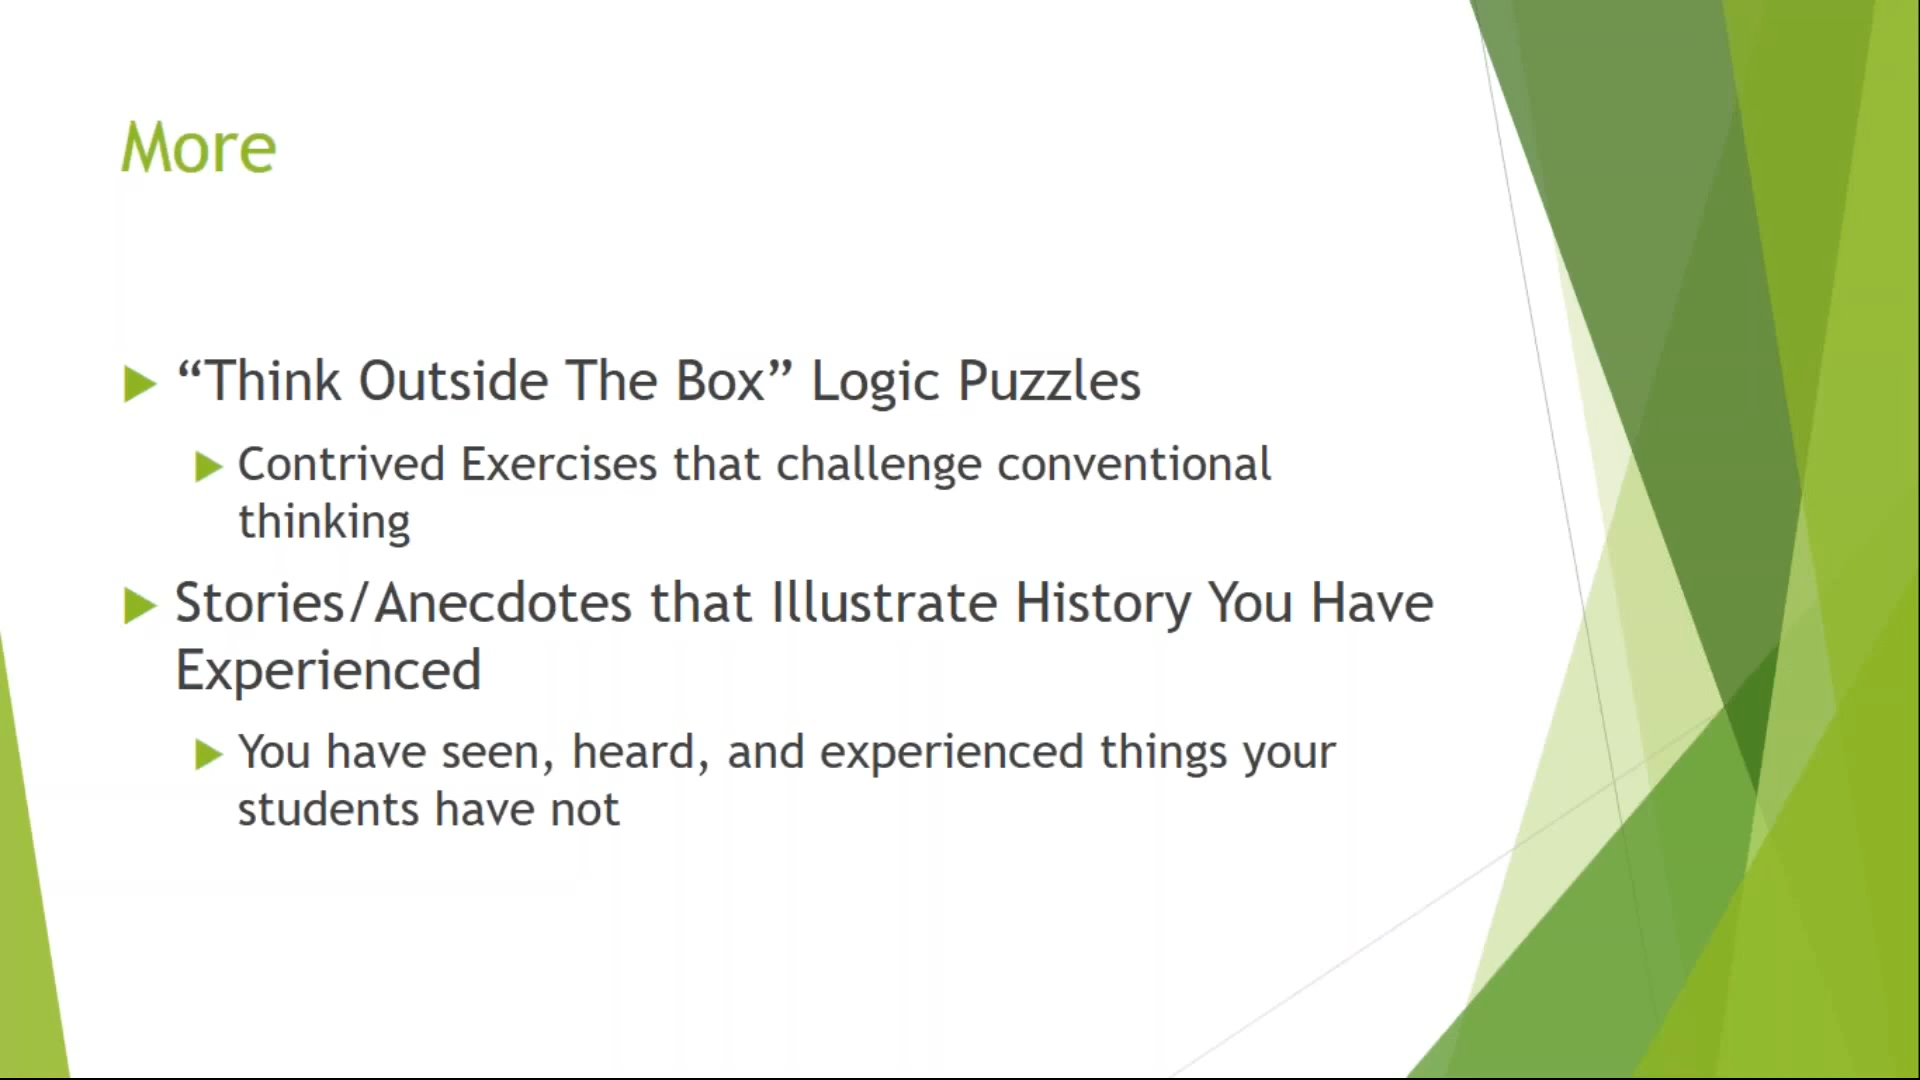 More
“Think Outside The Box” Logic Puzzles
Contrived Exercises that challenge conventional
thinking
Stories/Anecdotes that Illustrate History You Have
Experienced
You have seen, heard, and experienced things your
students have not